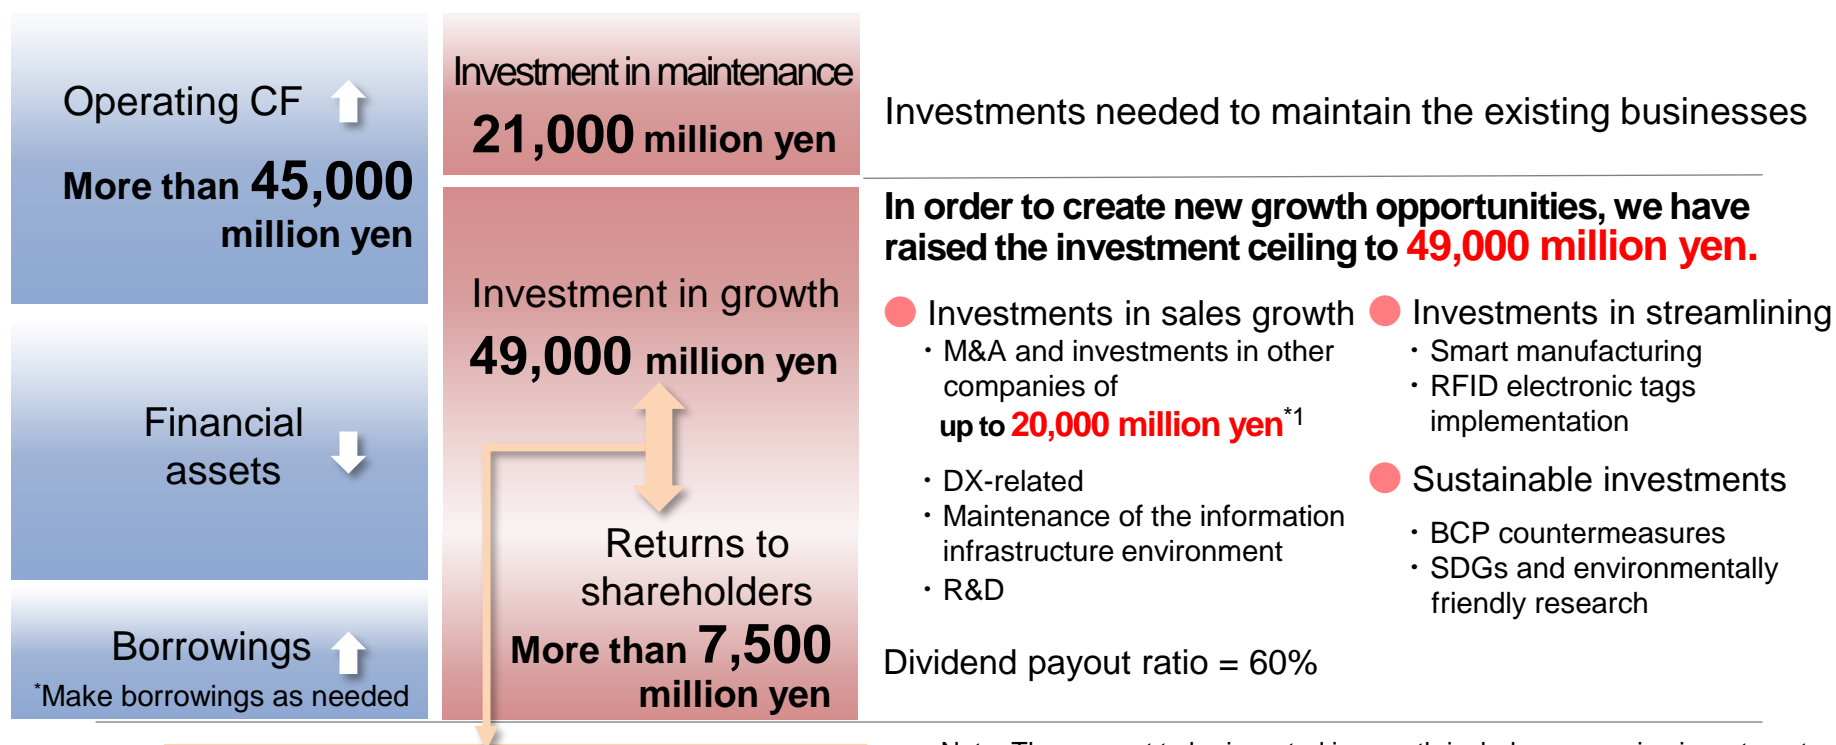 Operating CF
More than 45,000
million yen
Financial
assets
Borrowings
*Make borrowings as needed
Investment in maintenance
21,000 million yen
Investment in growth
49,000 million yen
Returns to
shareholders
More than 7,500
million yen
Investments needed to maintain the existing businesses
In order to create new growth opportunities, we have
raised the investment ceiling to 49,000 million yen.
Investments in sales growth
・M&A and investments in other
companies of
up to 20,000 million yen*1
・DX-related
・Maintenance of the information
infrastructure environment
・R&D
Investments in streamlining
・Smart manufacturing
・RFID electronic tags
implementation
Sustainable investments
・BCP countermeasures
・SDGs and environmentally
friendly research
Dividend payout ratio = 60%